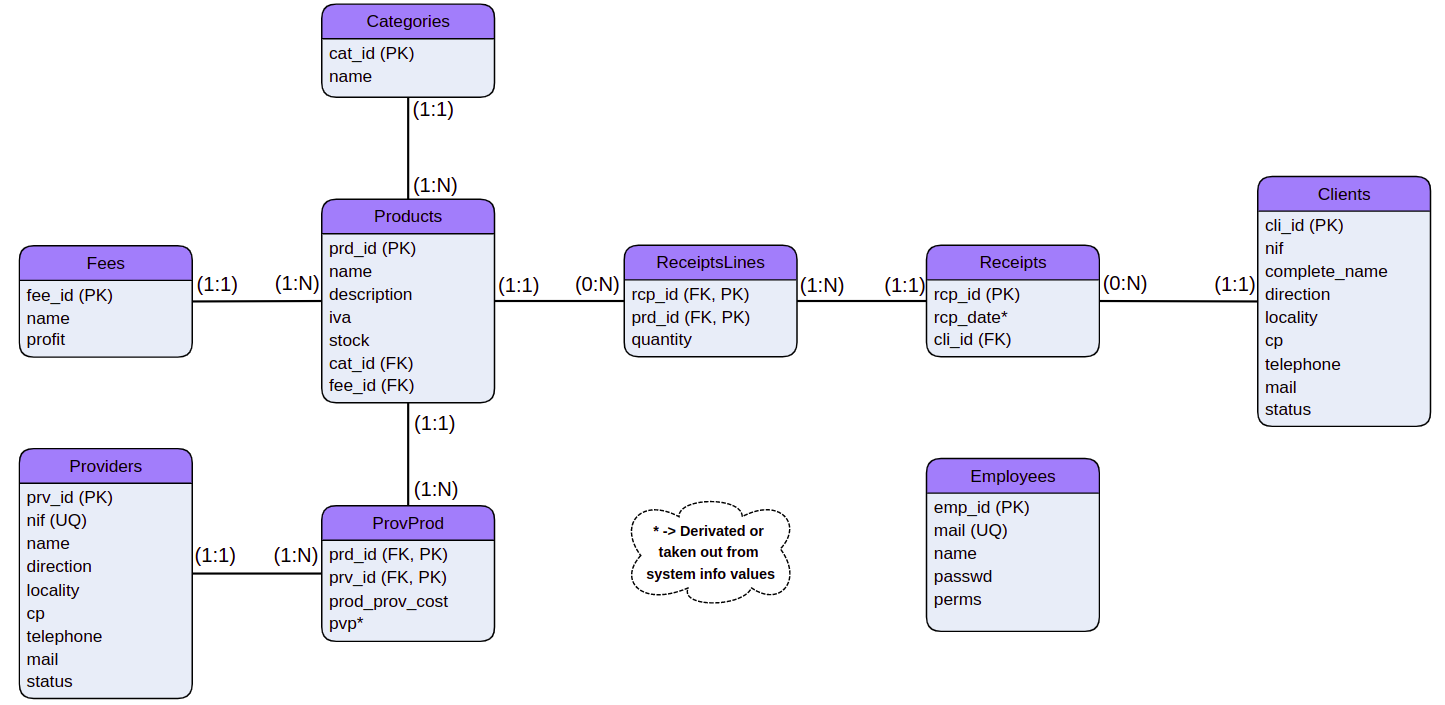 Categories
cat_id (PK)
name
(1:1)
(1:N)
Products
prd_id (PK)
name
description
iva
stock
cat_id (FK)
fee_id (FK)
Fees
fee_id (PK)
name
profit
(1:1)
(1:N)
(1:1)
(0:N)
ReceiptsLines
rcp_id (FK, PK)
prd_id (FK, PK)
quantity
(1:N)
(1:1)
Receipts
rcp_id (PK)
rcp_date*
cli_id (FK)
(0:N)
(1:1)
Clients
cli_id (PK)
nif
complete_name
direction
locality
cp
telephone
mail
status
(1:1)
(1:N)
Providers
prv_id (PK)
nif (UQ)
name
direction
locality
cp
telephone
mail
status
(1:1)
(1:N)
ProvProd
prd_id (FK, PK)
prv_id (FK, PK)
prod_prov_cost
pvp*
* -> Derivated or
taken out from
system info values
Employees
emp_id (PK)
mail (UQ)
name
passwd
perms